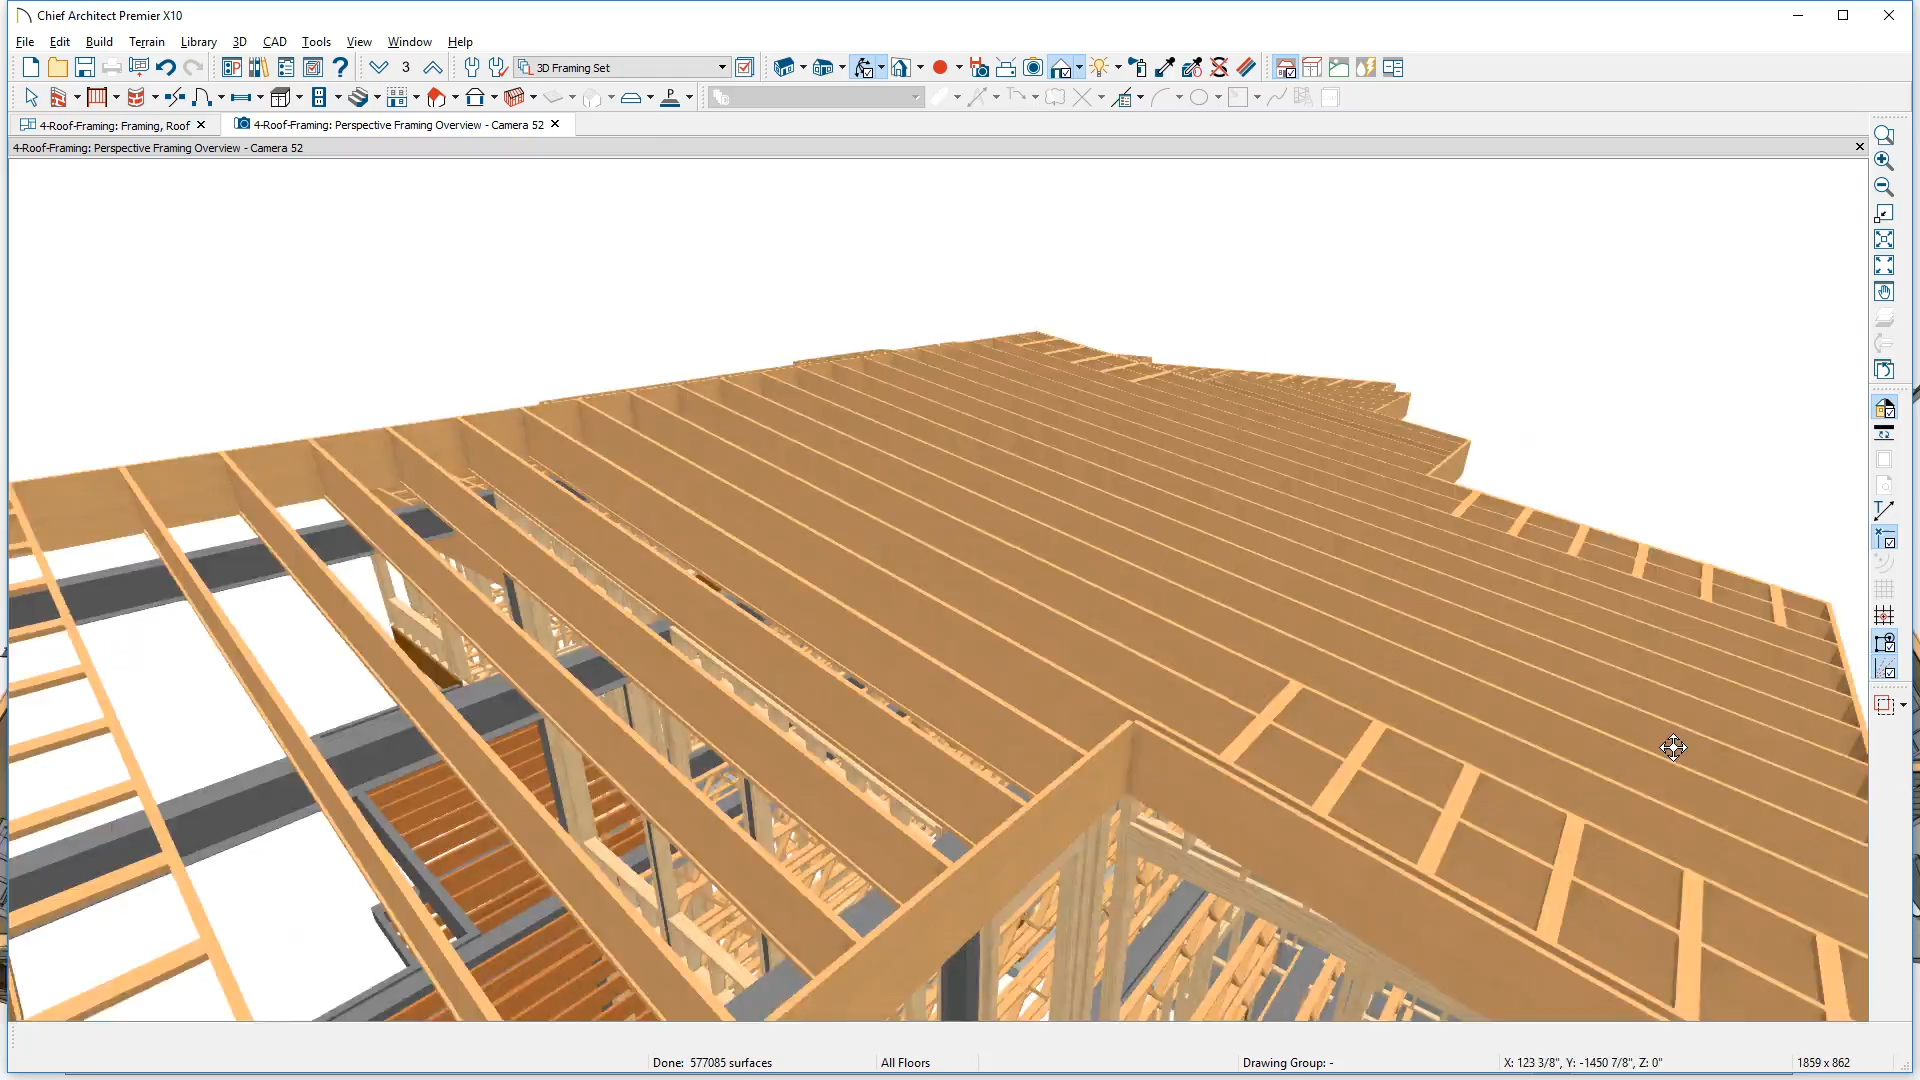 Chief Architect Premier X10
File Edit Build Terrain Library 3D CAD Tools View Window Help
3 3D Framing Set
4-Roof-Framing: Framing, Roof 4-Roof-Framing: Perspective Framing Overview - Camera 52
4-Roof-Framing: Perspective Framing Overview - Camera 52
Done: 577085 surfaces All Floors Drawing Group: - X: 123 3/8", Y: -1450 7/8", Z: 0" 1859 x 862